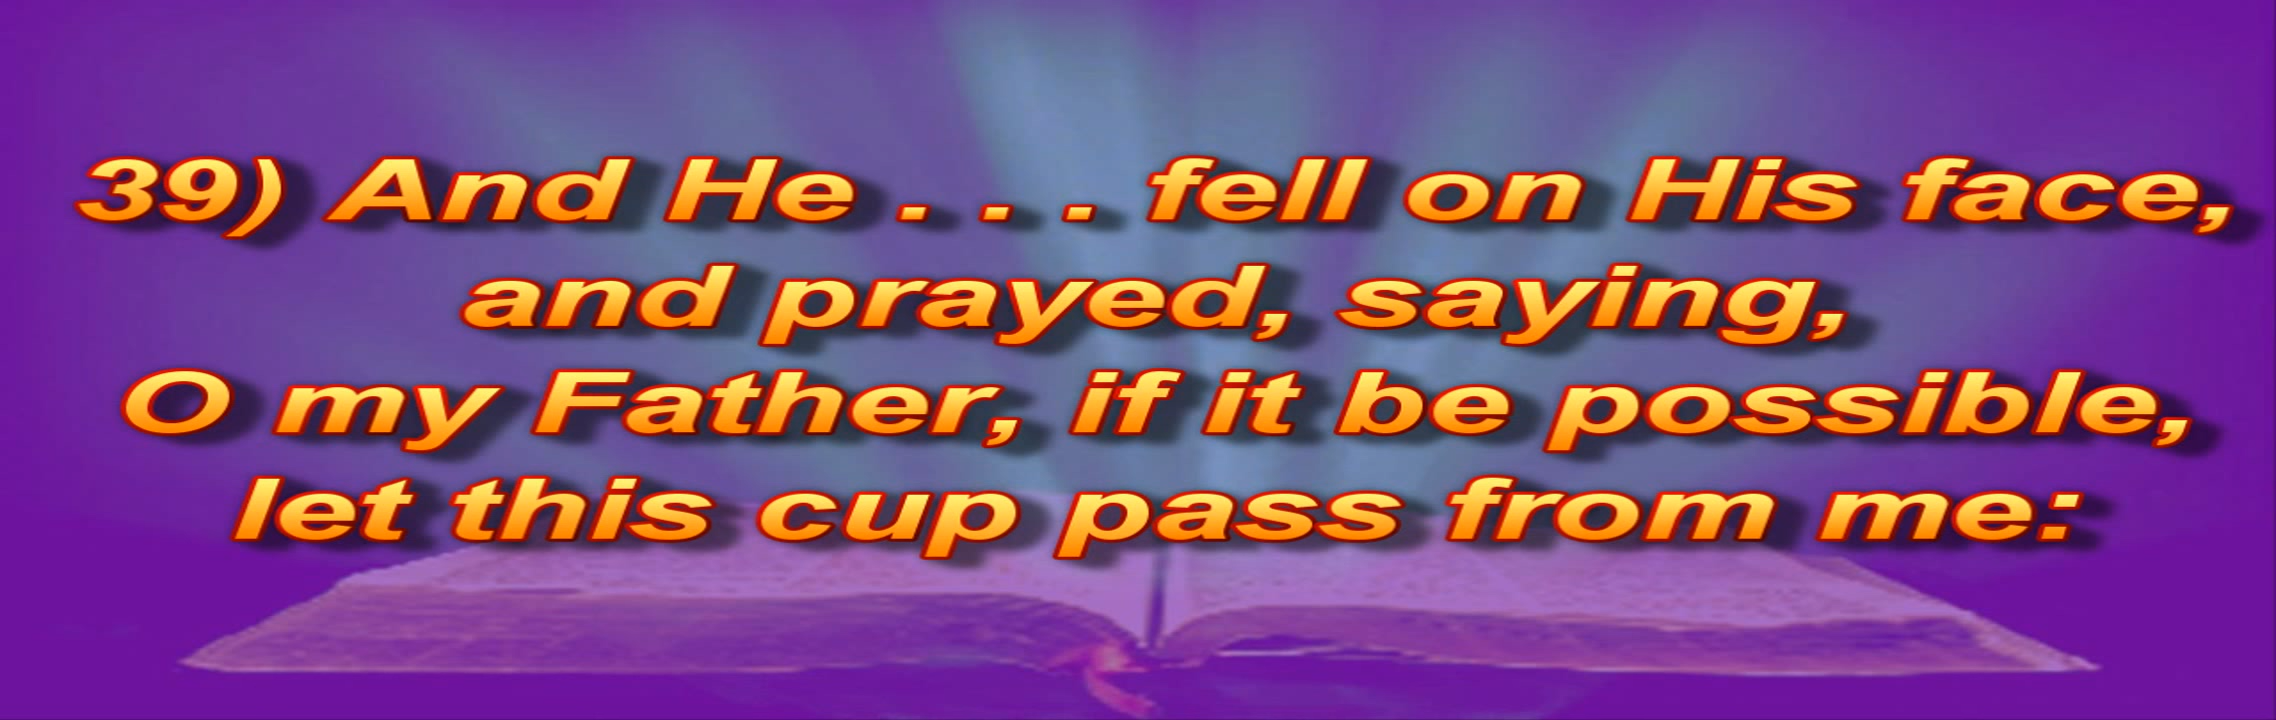 39) And He . . . fell on His face,
and prayed, saying,
O my Father, if it be possible,
let this cup pass from me: